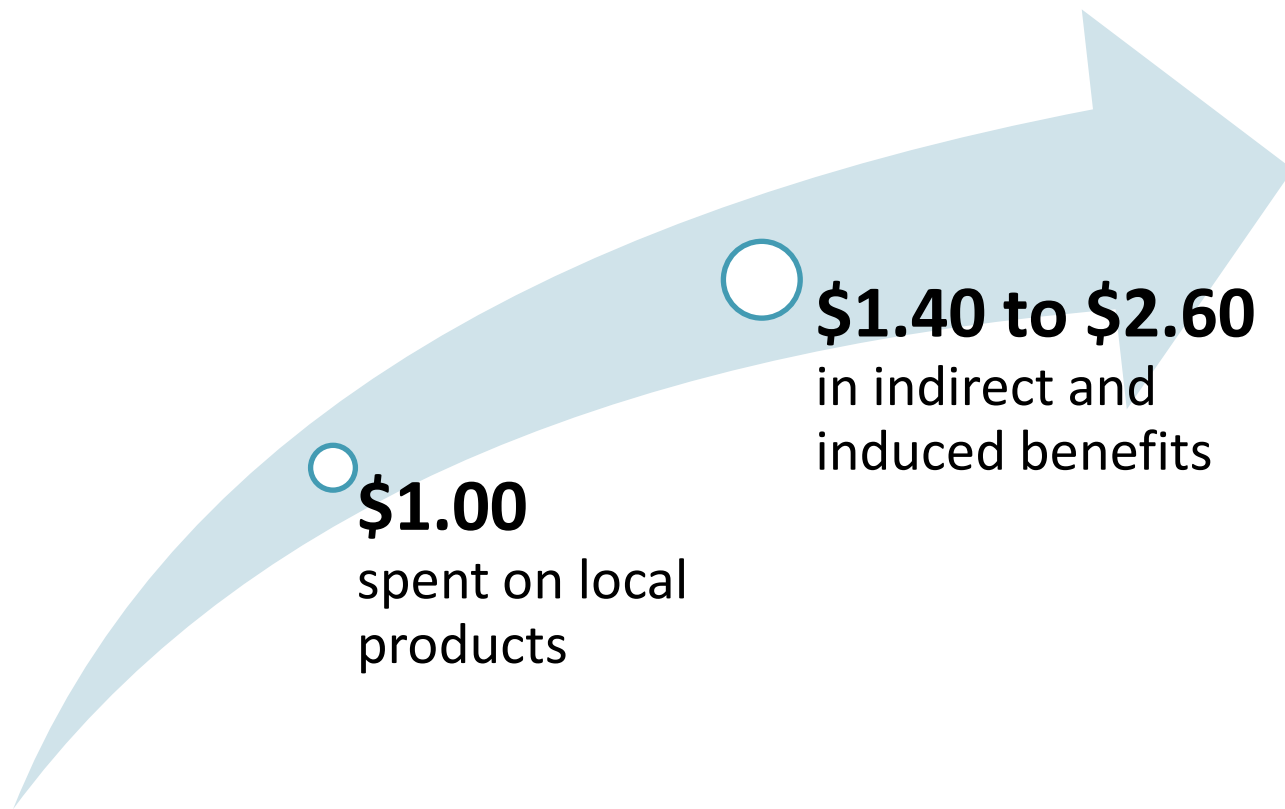 $1.00
spent on local
products
$1.40 to $2.60
in indirect and
induced benefits